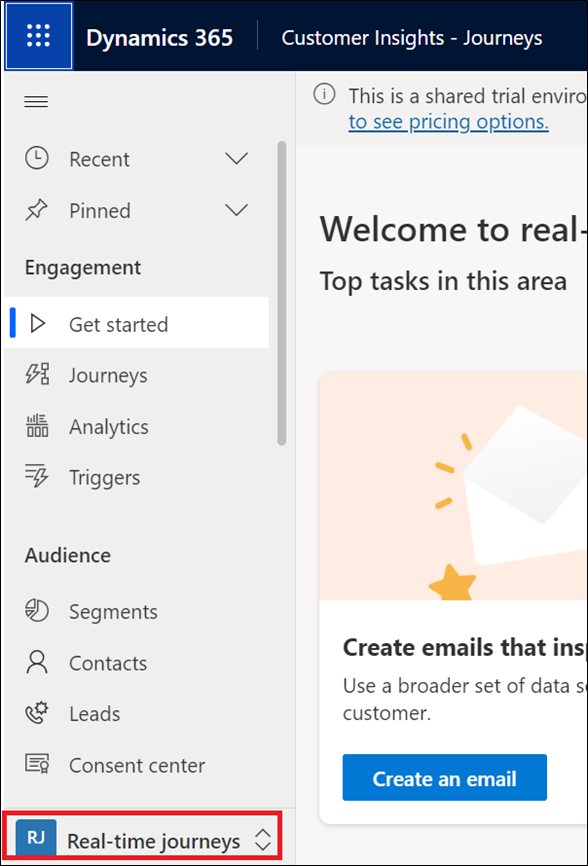 Dynamics 365
Customer Insights - Journeys
This is a shared trial
to see pricing options.
Recent
Pinned
Engagement
Get started
Journeys
Analytics
Triggers
Audience
Segments
Contacts
Leads
Consent center
RJ Real-time journeys
Welcome to real-
Top tasks in this area
Create emails that
Use a broader set of data
customer.
Create an email